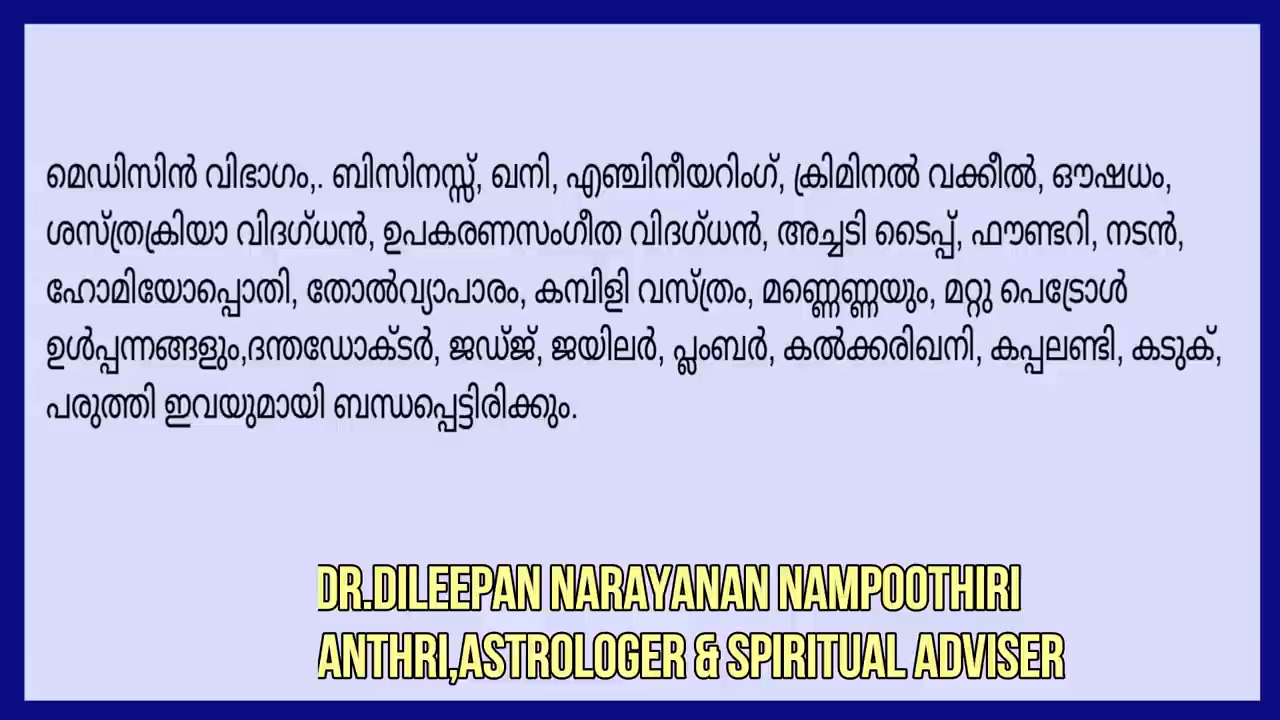 മെഡിസിൻ വിഭാഗം,. ബിസിനസ്സ്, ഖനി, എഞ്ചിനീയറിംഗ്, ക്രിമിനൽ വക്കീൽ, ഔഷധം,
ശസ്ത്രക്രിയാ വിദഗ്ധൻ, ഉപകരണസംഗീത വിദഗ്ധൻ, അച്ചടി ടൈപ്പ്, ഫൗണ്ടറി, നടൻ,
ഹോമിയോപ്പൊതി, തോൽവ്യാപാരം, കമ്പിളി വസ്ത്രം, മണ്ണെണ്ണയും, മറ്റു പെട്രോൾ
ഉൾപ്പന്നങ്ങളും,ദന്തഡോക്ടർ, ജഡ്ജ്, ജയിലർ, പ്ലംബർ, കൽക്കരിഖനി, കപ്പലണ്ടി, കടുക്,
പരുത്തി ഇവയുമായി ബന്ധപ്പെട്ടിരിക്കും.
DR.DILEEPAN NARAYANAN NAMPOOTHIRI
ANTHRI,ASTROLOGER & SPIRITUAL ADVISER